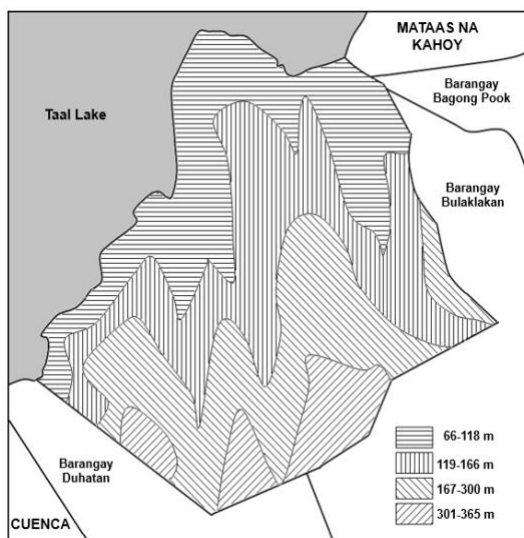 MATAAS NA
KAHOY
Barangay
Bagong Pook
Taal Lake
Barangay
Bulaklakan
66-118 m
119-166 m
167-300 m
301-365 m
Barangay
Duhatan
CUENCA